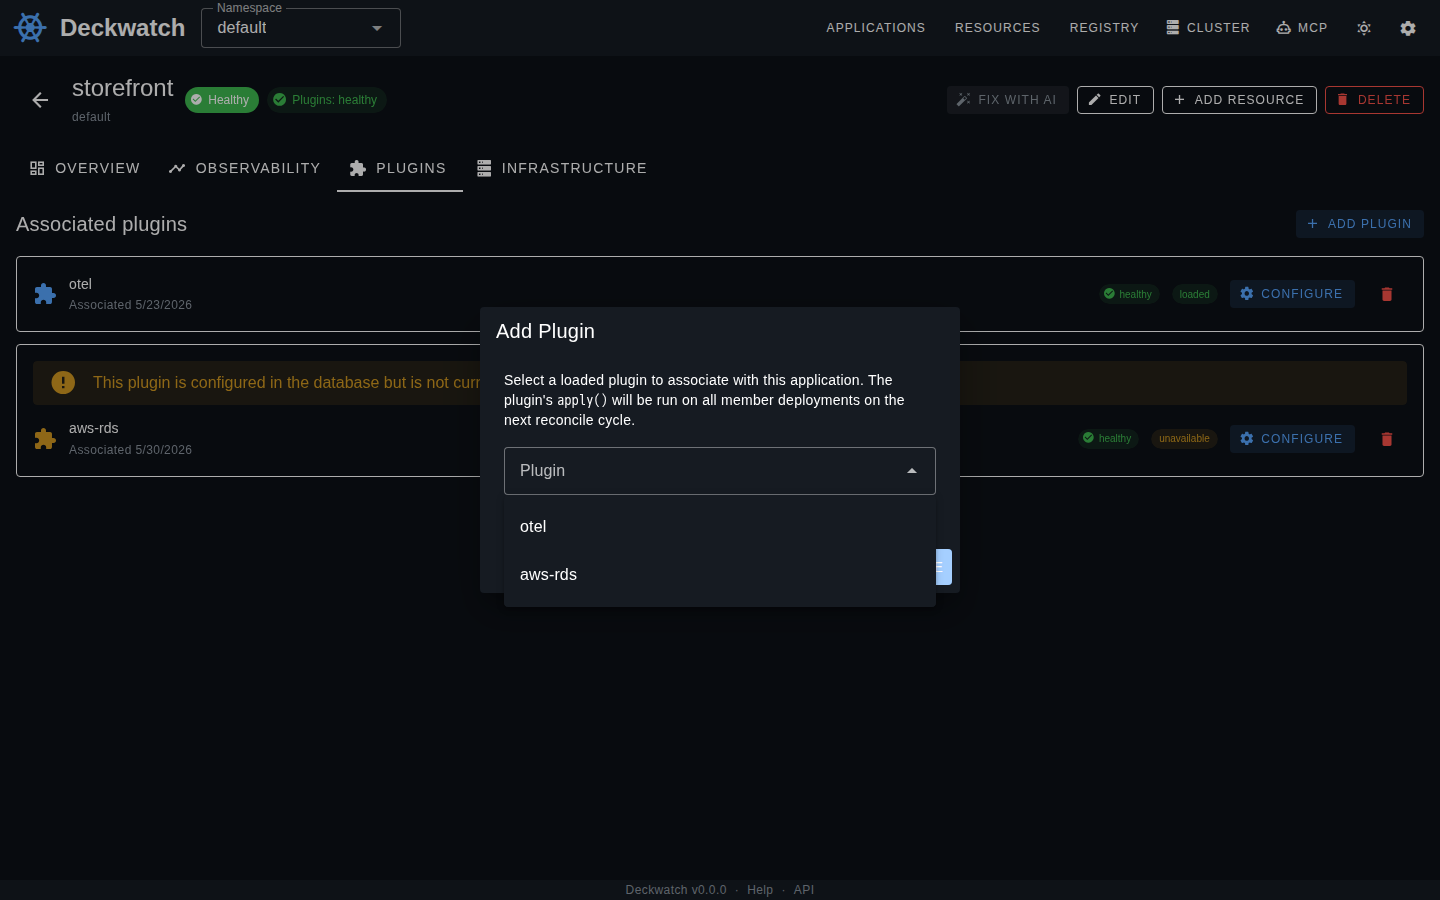 Deckwatch
Namespace
default
APPLICATIONS
RESOURCES
REGISTRY
CLUSTER
MCP
storefront
default
Healthy
Plugins: healthy
FIX WITH AI
EDIT
ADD RESOURCE
DELETE
OVERVIEW
OBSERVABILITY
PLUGINS
INFRASTRUCTURE
Associated plugins
ADD PLUGIN
otel
Associated 5/23/2026
healthy
loaded
CONFIGURE
This plugin is configured in the database but is not
aws-rds
Associated 5/30/2026
healthy
unavailable
CONFIGURE
Add Plugin
Select a loaded plugin to associate with this application. The
plugin's apply() will be run on all member deployments on the
next reconcile cycle.
Plugin
otel
aws-rds
Deckwatch v0.0.0 · Help · API